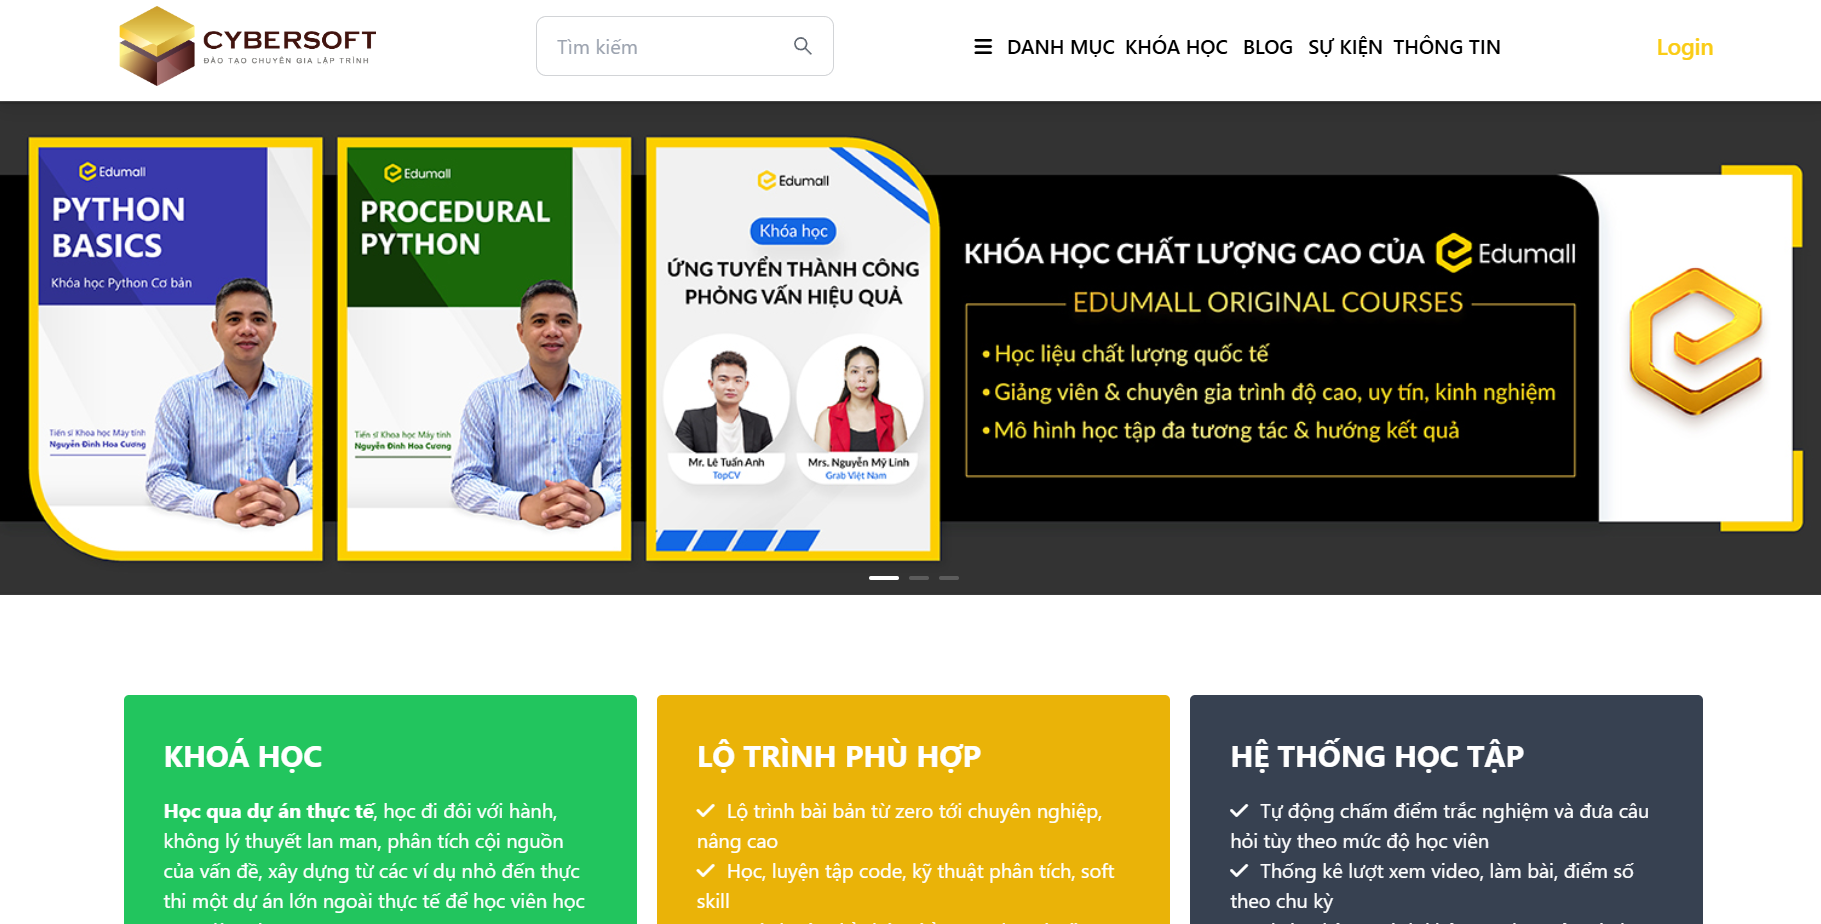 CYBERSOFT
ĐÀO TẠO CHUYÊN GIA LẬP TRÌNH
Tìm kiếm
DANH MỤC KHÓA HỌC BLOG SỰ KIỆN THÔNG TIN
Login
Edumall
PYTHON
BASICS
Khóa học Python Cơ bản
Tiến sĩ Khoa học Máy tính
Nguyễn Đình Hoa Cương
Edumall
PROCEDURAL
PYTHON
Tiến sĩ Khoa học Máy tính
Nguyễn Đình Hoa Cương
Edumall
Khóa học
ỨNG TUYỂN THÀNH CÔNG
PHỎNG VẤN HIỆU QUẢ
Mr. Lê Tuấn Anh
TopCV
Mrs. Nguyễn Mỹ Linh
Grab Việt Nam
KHÓA HỌC CHẤT LƯỢNG CAO CỦA Edumall
EDUMALL ORIGINAL COURSES
• Học liệu chất lượng quốc tế
• Giảng viên & chuyên gia trình độ cao, uy tín, kinh nghiệm
• Mô hình học tập đa tương tác & hướng kết quả
KHOÁ HỌC
Học qua dự án thực tế, học đi đôi với hành,
không lý thuyết lan man, phân tích cội nguồn
của vấn đề, xây dựng từ các ví dụ nhỏ đến thực
thi một dự án lớn ngoài thực tế để học viên học
LỘ TRÌNH PHÙ HỢP
Lộ trình bài bản từ zero tới chuyên nghiệp,
nâng cao
Học, luyện tập code, kỹ thuật phân tích, soft
skill
HỆ THỐNG HỌC TẬP
Tự động chấm điểm trắc nghiệm và đưa câu
hỏi tùy theo mức độ học viên
Thống kê lượt xem video, làm bài, điểm số
theo chu kỳ